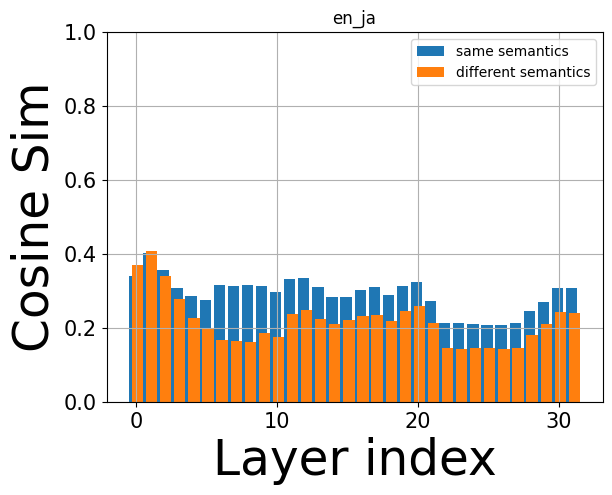 en_ja
same semantics
different semantics
Cosine Sim
1.0
0.8
0.6
0.4
0.2
0.0
0 10 20 30
Layer index